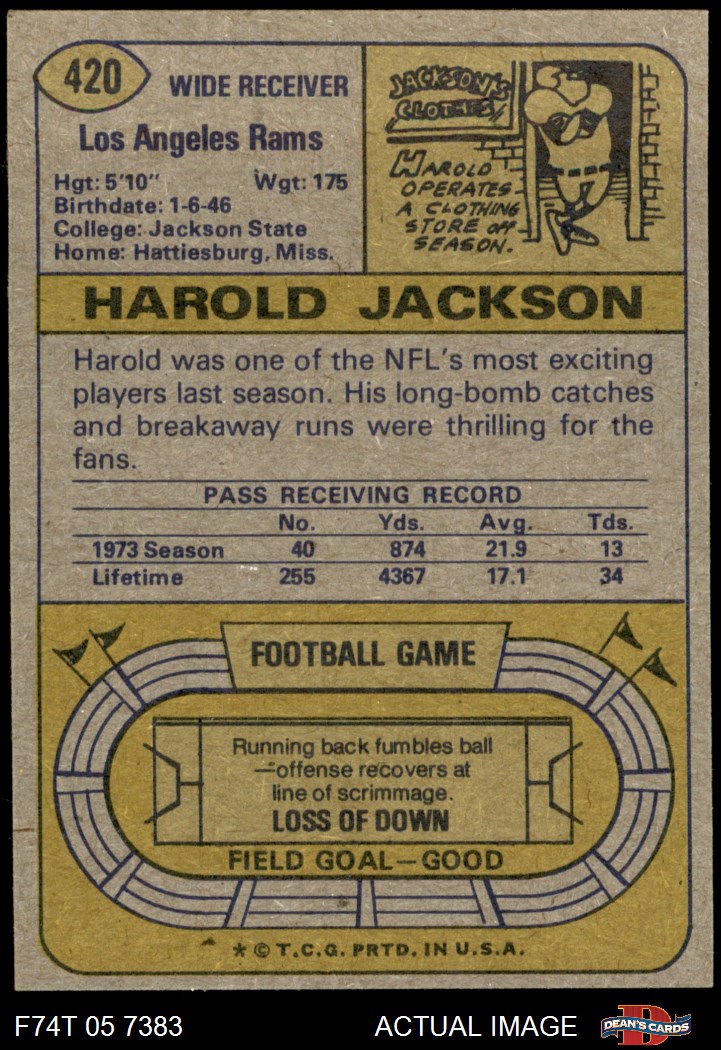 420
WIDE RECEIVER
Los Angeles Rams
Hgt: 5'10" Wgt: 175
Birthdate: 1-6-46
College: Jackson State
Home: Hattiesburg, Miss.
JACKSON'S
CLOTHES
HAROLD
OPERATES
A CLOTHING
STORE OFF
SEASON.
HAROLD JACKSON
Harold was one of the NFL's most exciting
players last season. His long-bomb catches
and breakaway runs were thrilling for the
fans.
PASS RECEIVING RECORD
No. Yds. Avg. Tds.
1973 Season 40 874 21.9 13
Lifetime 255 4367 17.1 34
FOOTBALL GAME
Running back fumbles ball
—offense recovers at
line of scrimmage.
LOSS OF DOWN
FIELD GOAL—GOOD
* © T.C.G. PRTD. IN U.S.A.
F74T 05 7383 ACTUAL IMAGE
D
DEAN'S CARDS